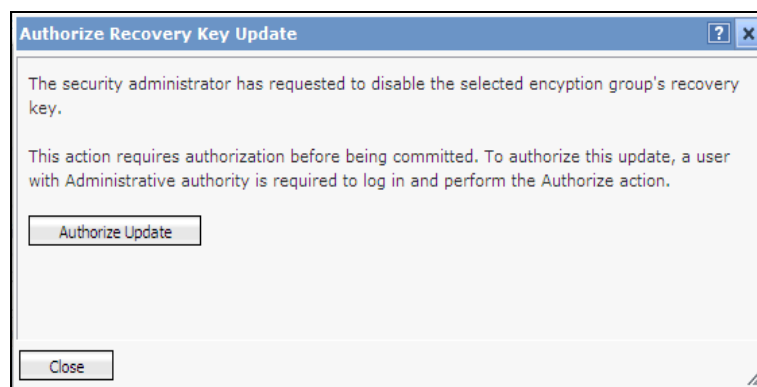 Authorize Recovery Key Update ? x
The security administrator has requested to disable the selected encyption group's recovery
key.
This action requires authorization before being committed. To authorize this update, a user
with Administrative authority is required to log in and perform the Authorize action.
Authorize Update
Close